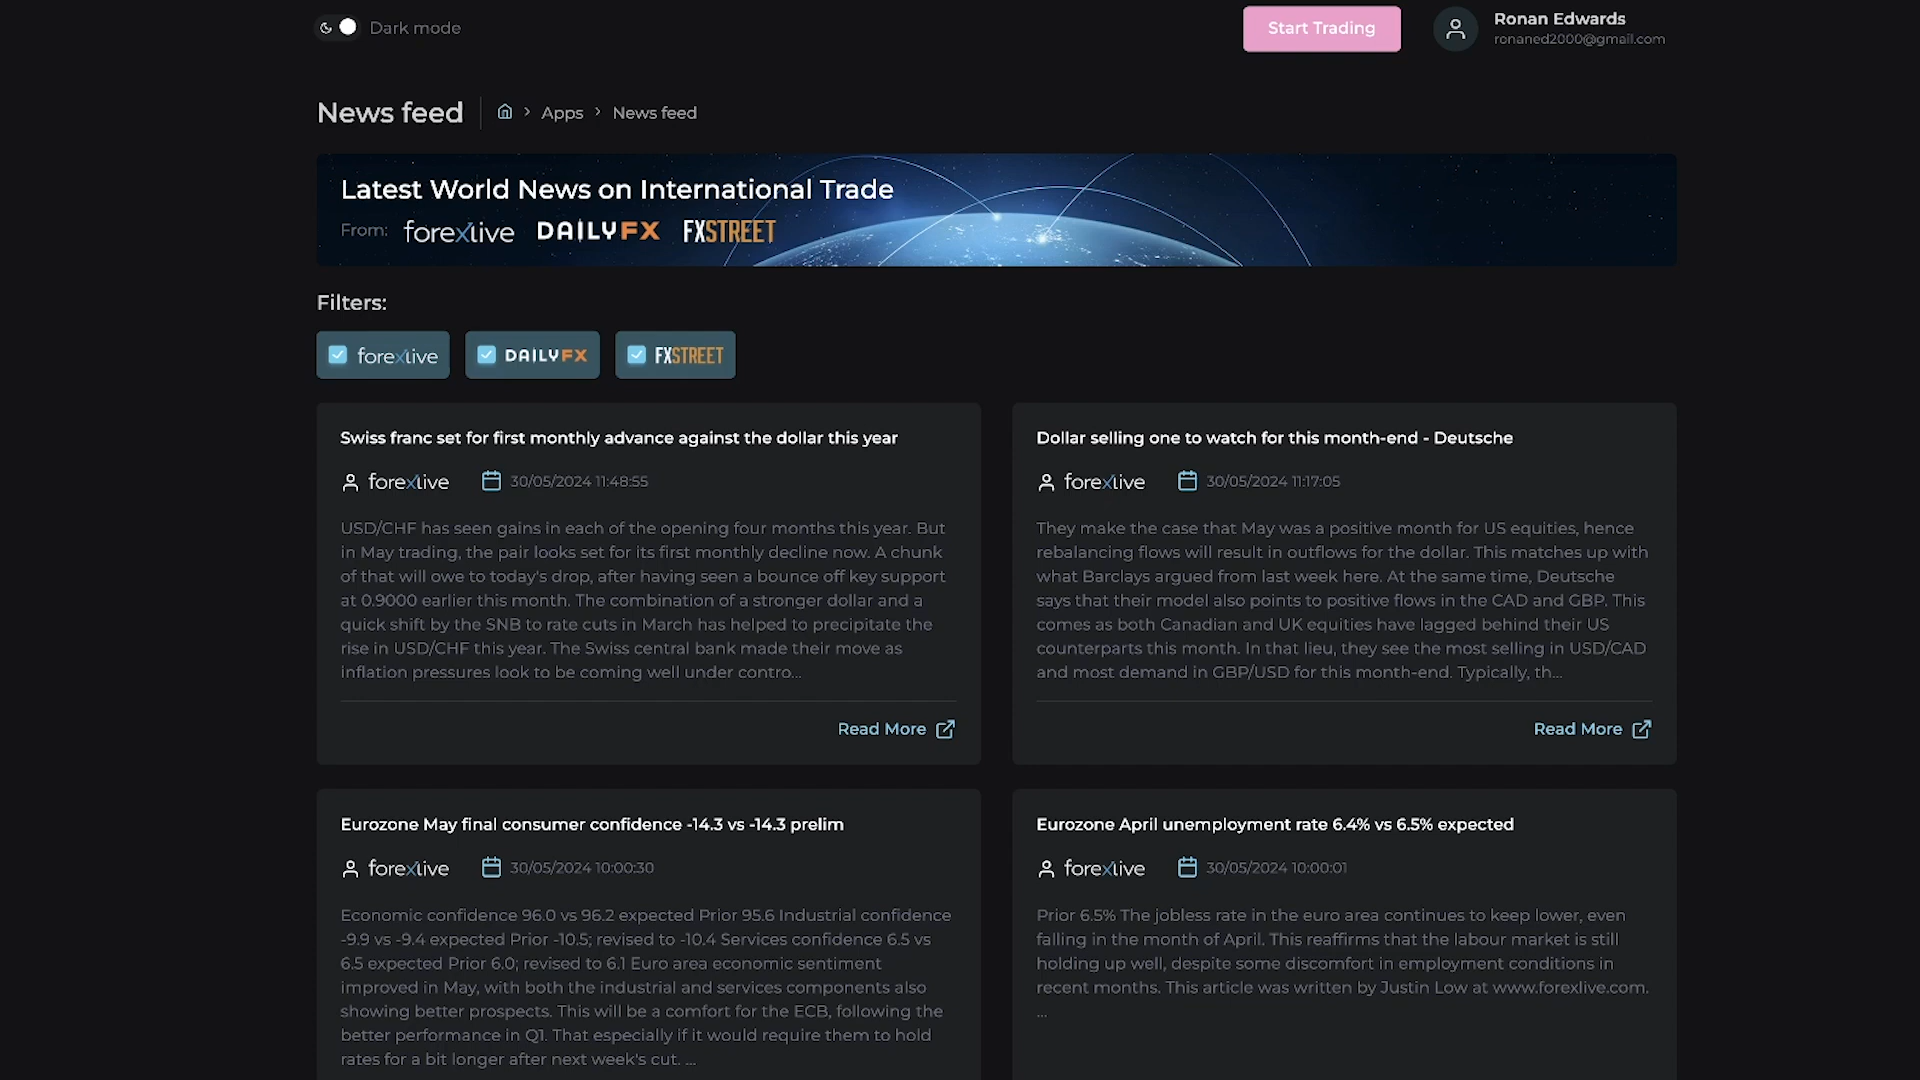 Dark mode
Start Trading
Ronan Edwards
ronaned2000@gmail.com
News feed
Apps
News feed
Latest World News on International Trade
From: forexlive DAILYFX FXSTREET
Filters:
forexlive
DAILYFX
FXSTREET
Swiss franc set for first monthly advance against the dollar this year
forexlive 30/05/2024 11:48:55
USD/CHF has seen gains in each of the opening four months this year. But
in May trading, the pair looks set for its first monthly decline now. A chunk
of that will owe to today's drop, after having seen a bounce off key support
at 0.9000 earlier this month. The combination of a stronger dollar and a
quick shift by the SNB to rate cuts in March has helped to precipitate the
rise in USD/CHF this year. The Swiss central bank made their move as
inflation pressures look to be coming well under contro...
Read More
Dollar selling one to watch for this month-end - Deutsche
forexlive 30/05/2024 11:17:05
They make the case that May was a positive month for US equities, hence
rebalancing flows will result in outflows for the dollar. This matches up with
what Barclays argued from last week here. At the same time, Deutsche
says that their model also points to positive flows in the CAD and GBP. This
comes as both Canadian and UK equities have lagged behind their US
counterparts this month. In that lieu, they see the most selling in USD/CAD
and most demand in GBP/USD for this month-end. Typically, th...
Read More
Eurozone May final consumer confidence -14.3 vs -14.3 prelim
forexlive 30/05/2024 10:00:30
Economic confidence 96.0 vs 96.2 expected Prior 95.6 Industrial confidence
-9.9 vs -9.4 expected Prior -10.5; revised to -10.4 Services confidence 6.5 vs
6.5 expected Prior 6.0; revised to 6.1 Euro area economic sentiment
improved in May, with both the industrial and services components also
showing better prospects. This will be a comfort for the ECB, following the
better performance in Q1. That especially if it would require them to hold
rates for a bit longer after next week's cut. ...
Eurozone April unemployment rate 6.4% vs 6.5% expected
forexlive 30/05/2024 10:00:01
Prior 6.5% The jobless rate in the euro area continues to keep lower, even
falling in the month of April. This reaffirms that the labour market is still
holding up well, despite some discomfort in employment conditions in
recent months. This article was written by Justin Low at www.forexlive.com.
...